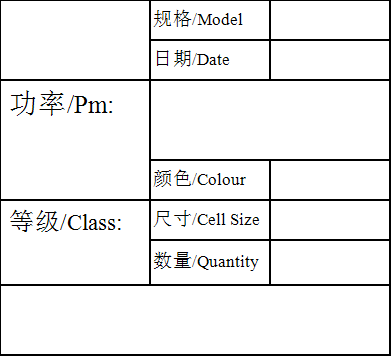 规格/Model
日期/Date
功率/Pm:
颜色/Colour
等级/Class:
尺寸/Cell Size
数量/Quantity